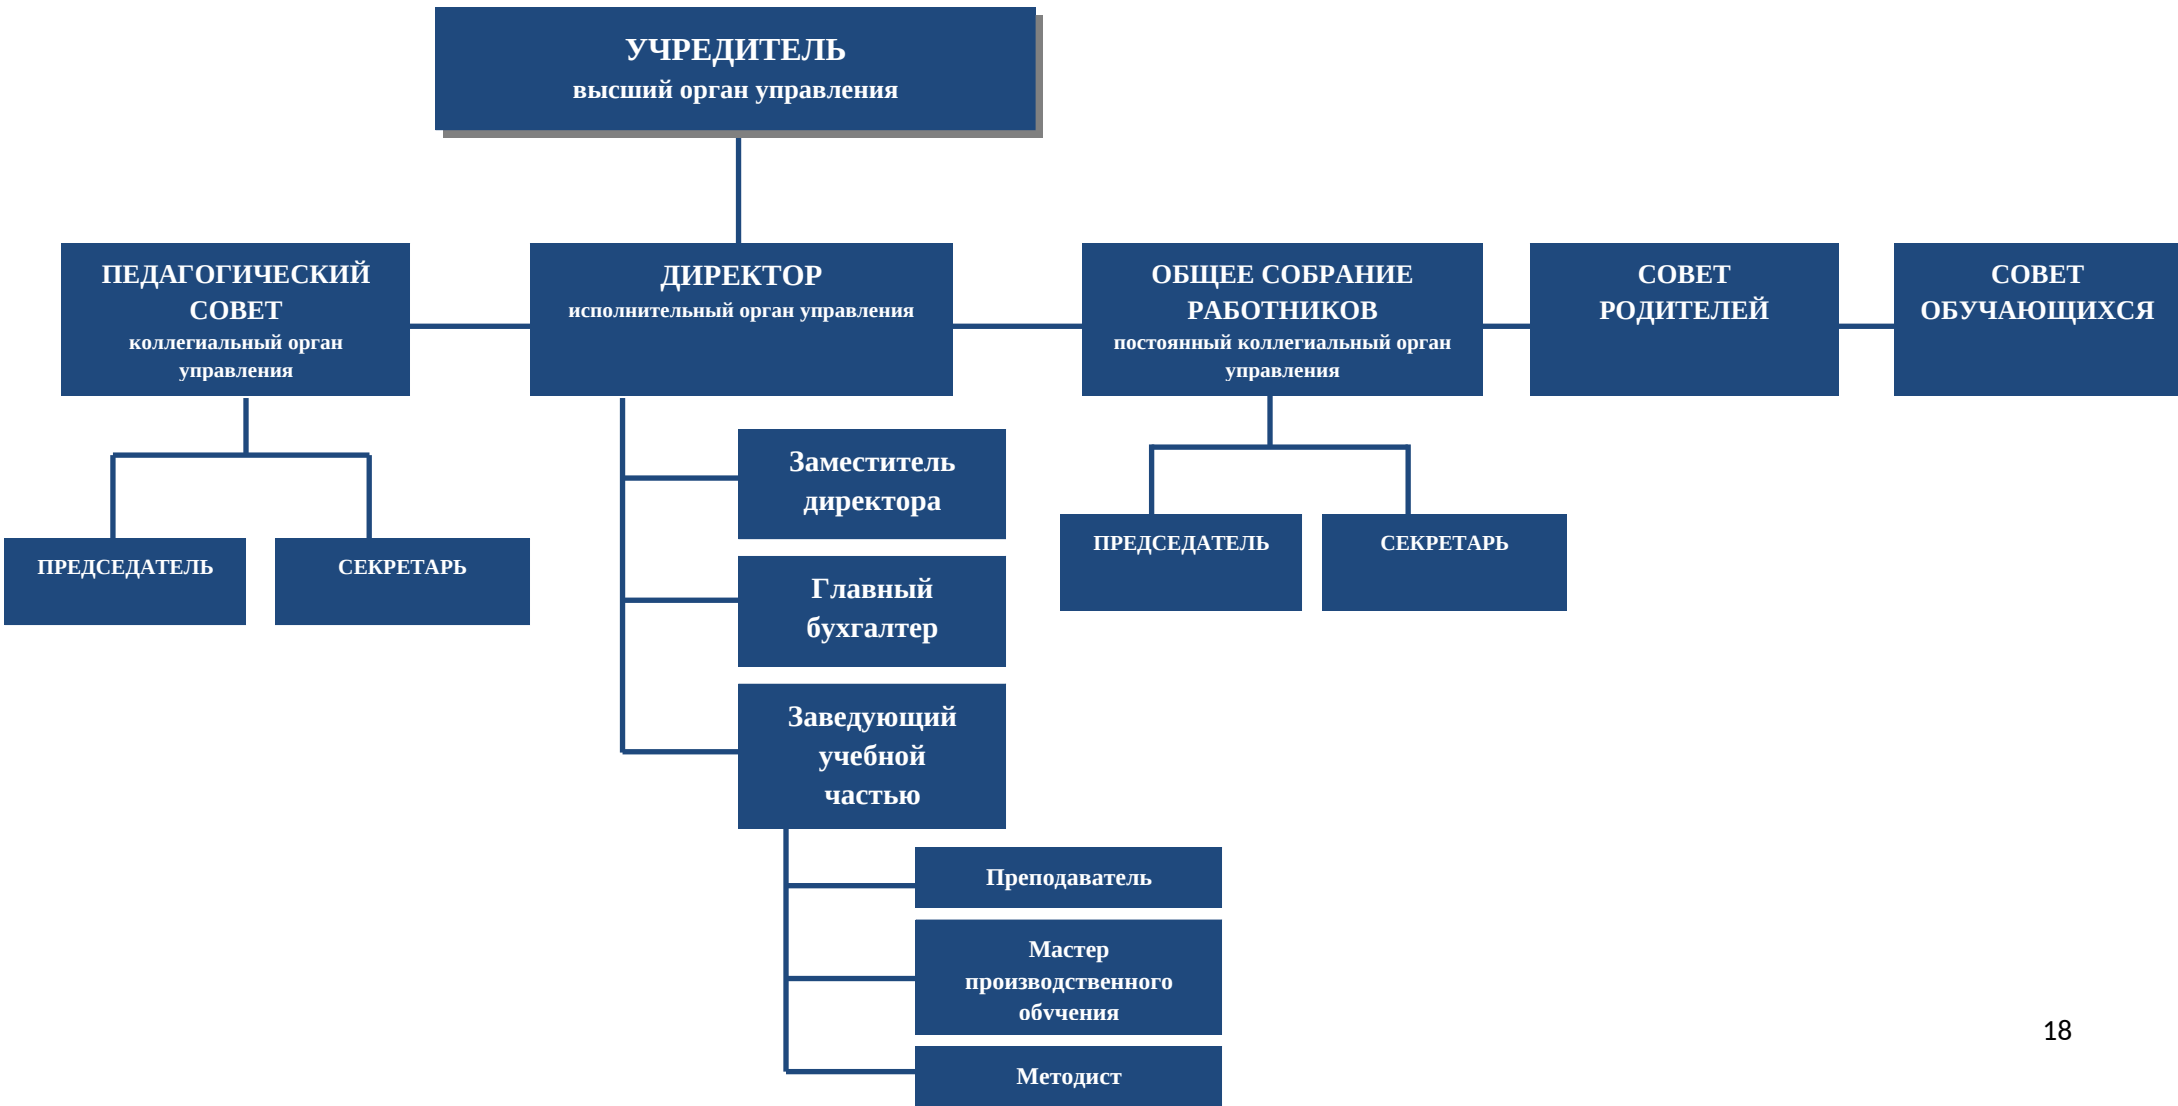 УЧРЕДИТЕЛЬ
высший орган управления
ПЕДАГОГИЧЕСКИЙ
СОВЕТ
коллегиальный орган
управления
ДИРЕКТОР
исполнительный орган управления
ОБЩЕЕ СОБРАНИЕ
РАБОТНИКОВ
постоянный коллегиальный орган
управления
СОВЕТ
РОДИТЕЛЕЙ
СОВЕТ
ОБУЧАЮЩИХСЯ
ПРЕДСЕДАТЕЛЬ
СЕКРЕТАРЬ
Заместитель
директора
Главный
бухгалтер
Заведующий
учебной
частью
ПРЕДСЕДАТЕЛЬ
СЕКРЕТАРЬ
Преподаватель
Мастер
производственного
обучения
Методист
18